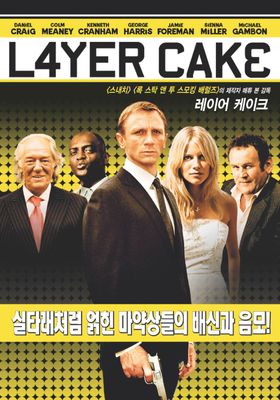 DANIEL CRAIG COLM MEANEY KENNETH CRANHAM GEORGE HARRIS JAMIE FOREMAN SIENNA MILLER MICHAEL GAMBON
L4YER CAKE
<스내치> <록 스탁 앤 투 스모킹 배럴즈>의 제작자 매튜 본 감독
레이어 케이크
실타래처럼 얽힌 마약상들의 배신과 음모!